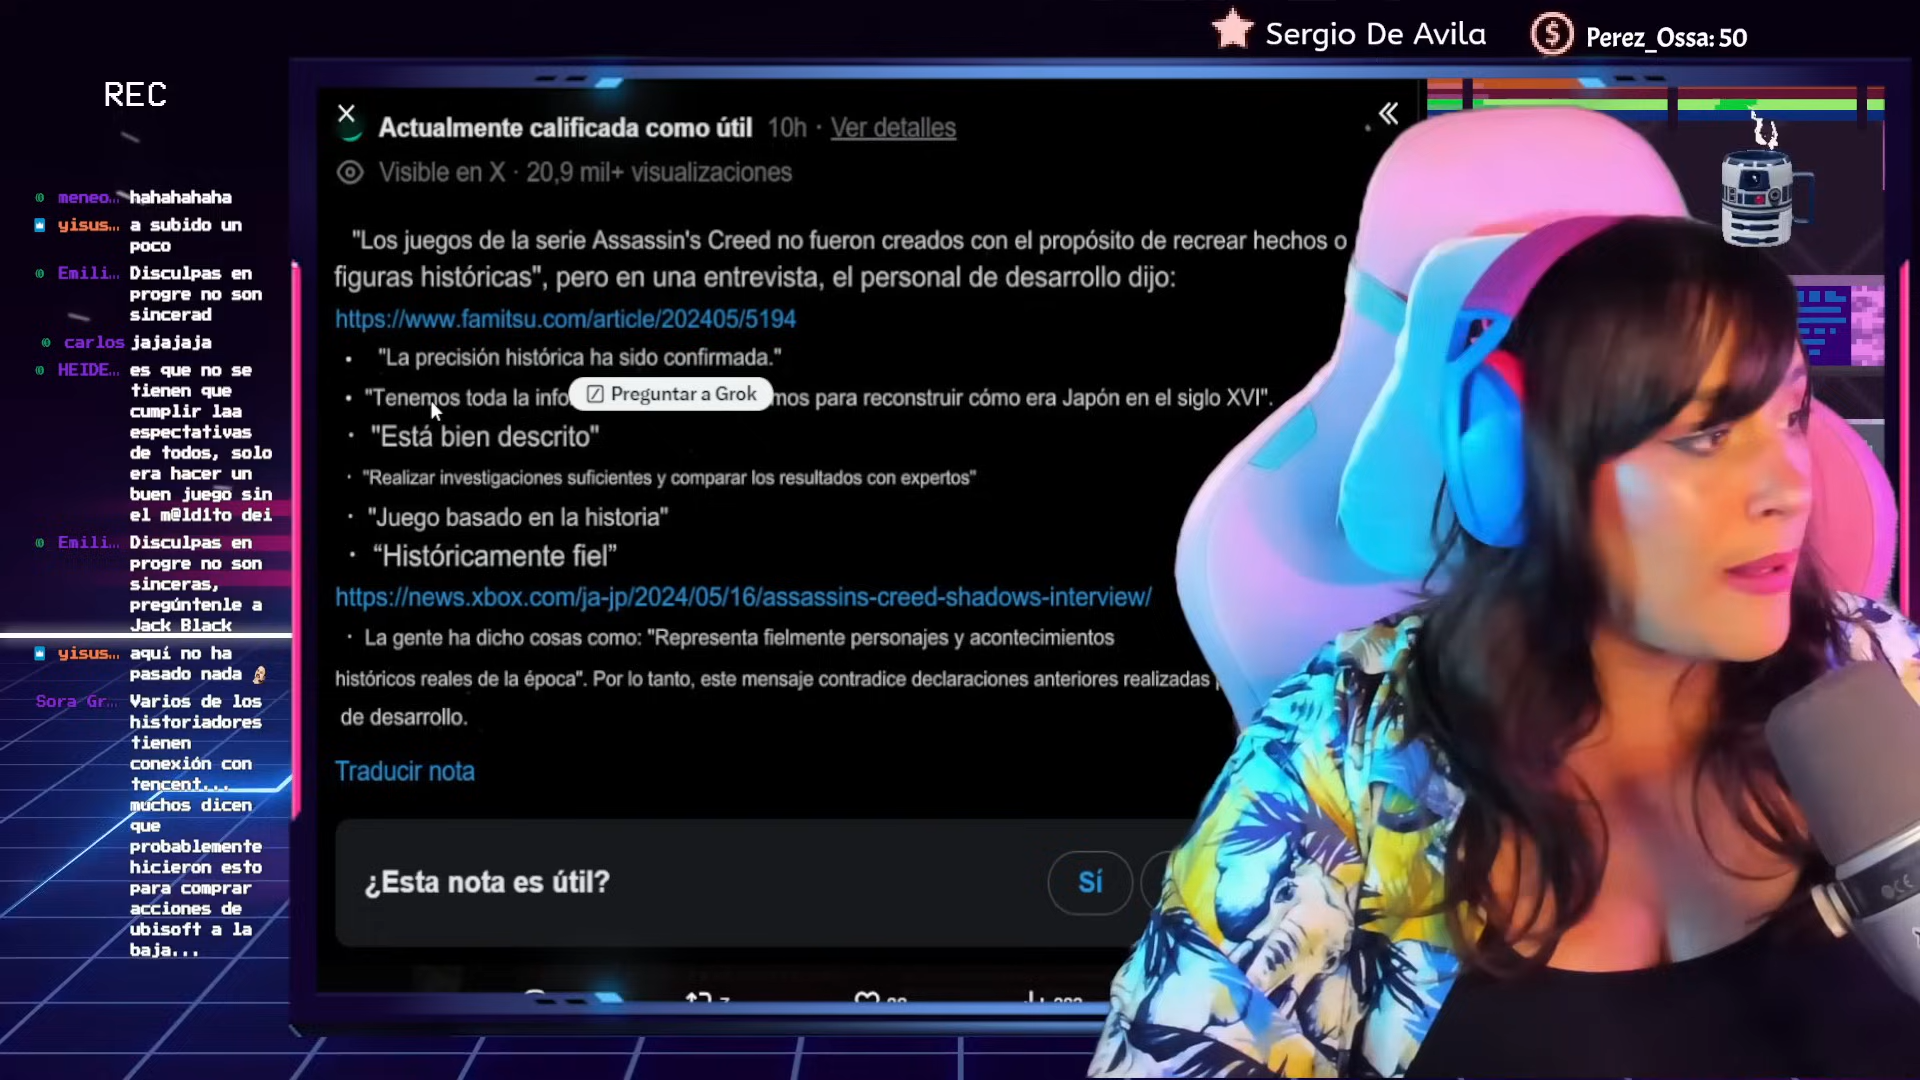 Sergio De Avila
Perez_Ossa: 50
REC
meneo... hahahahaha
yisus... a subido un
poco
Emili... Disculpas en
progre no son
sincerad
carlos jajajaja
HEIDE... es que no se
tienen que
cumplir laa
espectativas
de todos, solo
era hacer un
buen juego sin
el m@ld1to dei
Emili... Disculpas en
progre no son
sinceras,
pregúntenle a
Jack Black
yisus... aquí no ha
pasado nada
Sora Gr... Varios de los
historiadores
tienen
conexión con
tencent...
muchos dicen
que
probablemente
hicieron esto
para comprar
acciones de
ubisoft a la
baja...
Actualmente calificada como útil 10h · Ver detalles
Visible en X · 20,9 mil+ visualizaciones
"Los juegos de la serie Assassin's Creed no fueron creados con el propósito de recrear hechos o
figuras históricas", pero en una entrevista, el personal de desarrollo dijo:
https://www.famitsu.com/article/202405/5194
• "La precisión histórica ha sido confirmada."
• "Tenemos toda la info Preguntar a Grok mos para reconstruir cómo era Japón en el siglo XVI".
· "Está bien descrito"
· "Realizar investigaciones suficientes y comparar los resultados con expertos"
· "Juego basado en la historia"
· “Históricamente fiel”
https://news.xbox.com/ja-jp/2024/05/16/assassins-creed-shadows-interview/
· La gente ha dicho cosas como: "Representa fielmente personajes y acontecimientos
históricos reales de la época". Por lo tanto, este mensaje contradice declaraciones anteriores realizadas
de desarrollo.
Traducir nota
¿Esta nota es útil?
Sí